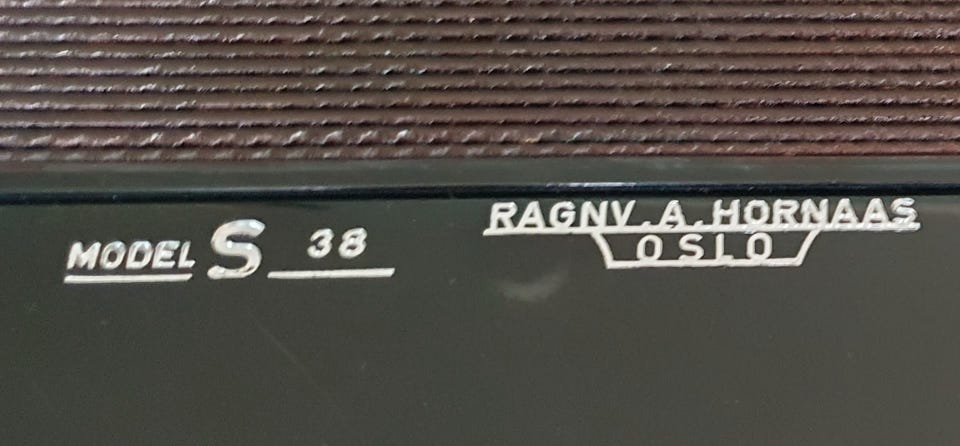 MODEL S 38
RAGNV. A. HORNAAS
OSLO